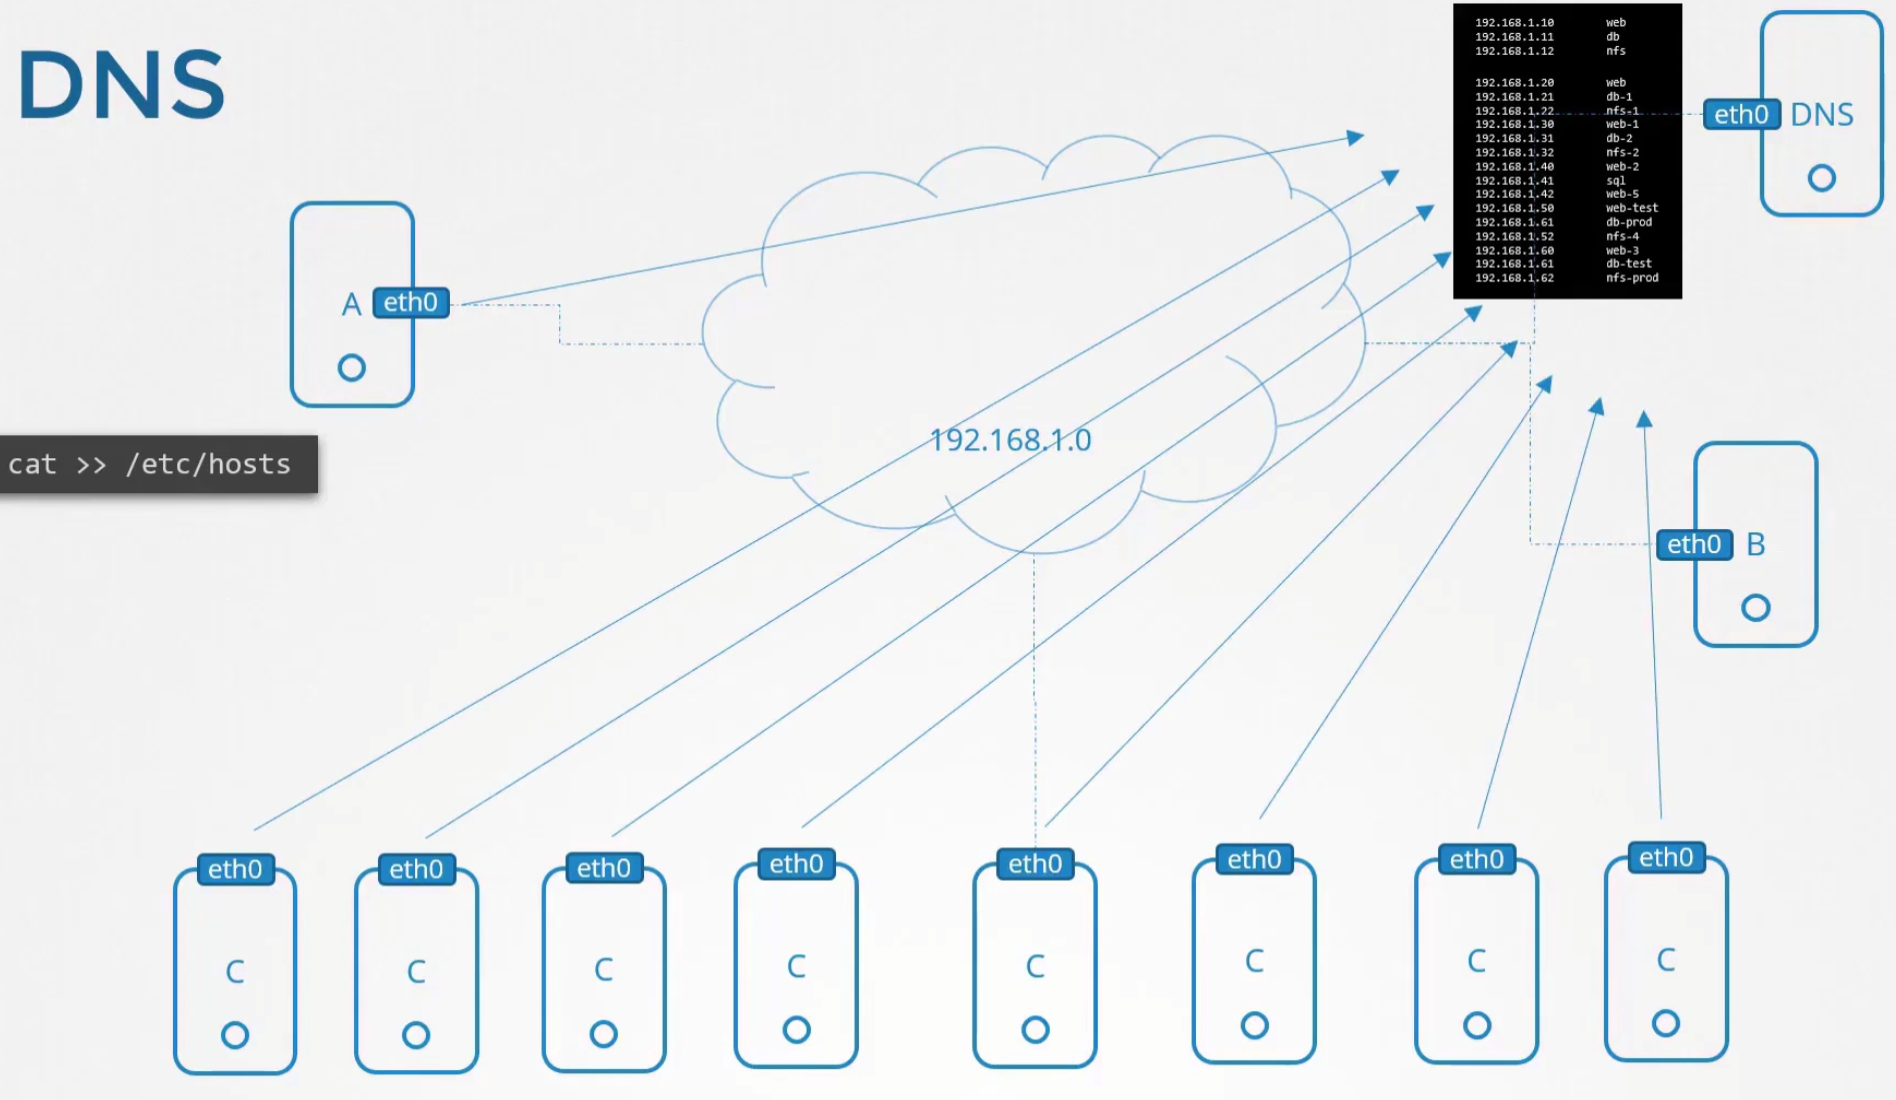 DNS
192.168.1.10 web
192.168.1.11 db
192.168.1.12 nfs
192.168.1.20 web
192.168.1.21 db-1
192.168.1.22 nfs-1
192.168.1.30 web-1
192.168.1.31 db-2
192.168.1.32 nfs-2
192.168.1.40 web-2
192.168.1.41 sql
192.168.1.42 web-5
192.168.1.50 web-test
192.168.1.61 db-prod
192.168.1.52 nfs-4
192.168.1.60 web-3
192.168.1.61 db-test
192.168.1.62 nfs-prod
eth0 DNS
A eth0
192.168.1.0
cat >> /etc/hosts
eth0 B
eth0 eth0 eth0 eth0 eth0 eth0 eth0 eth0
C C C C C C C C